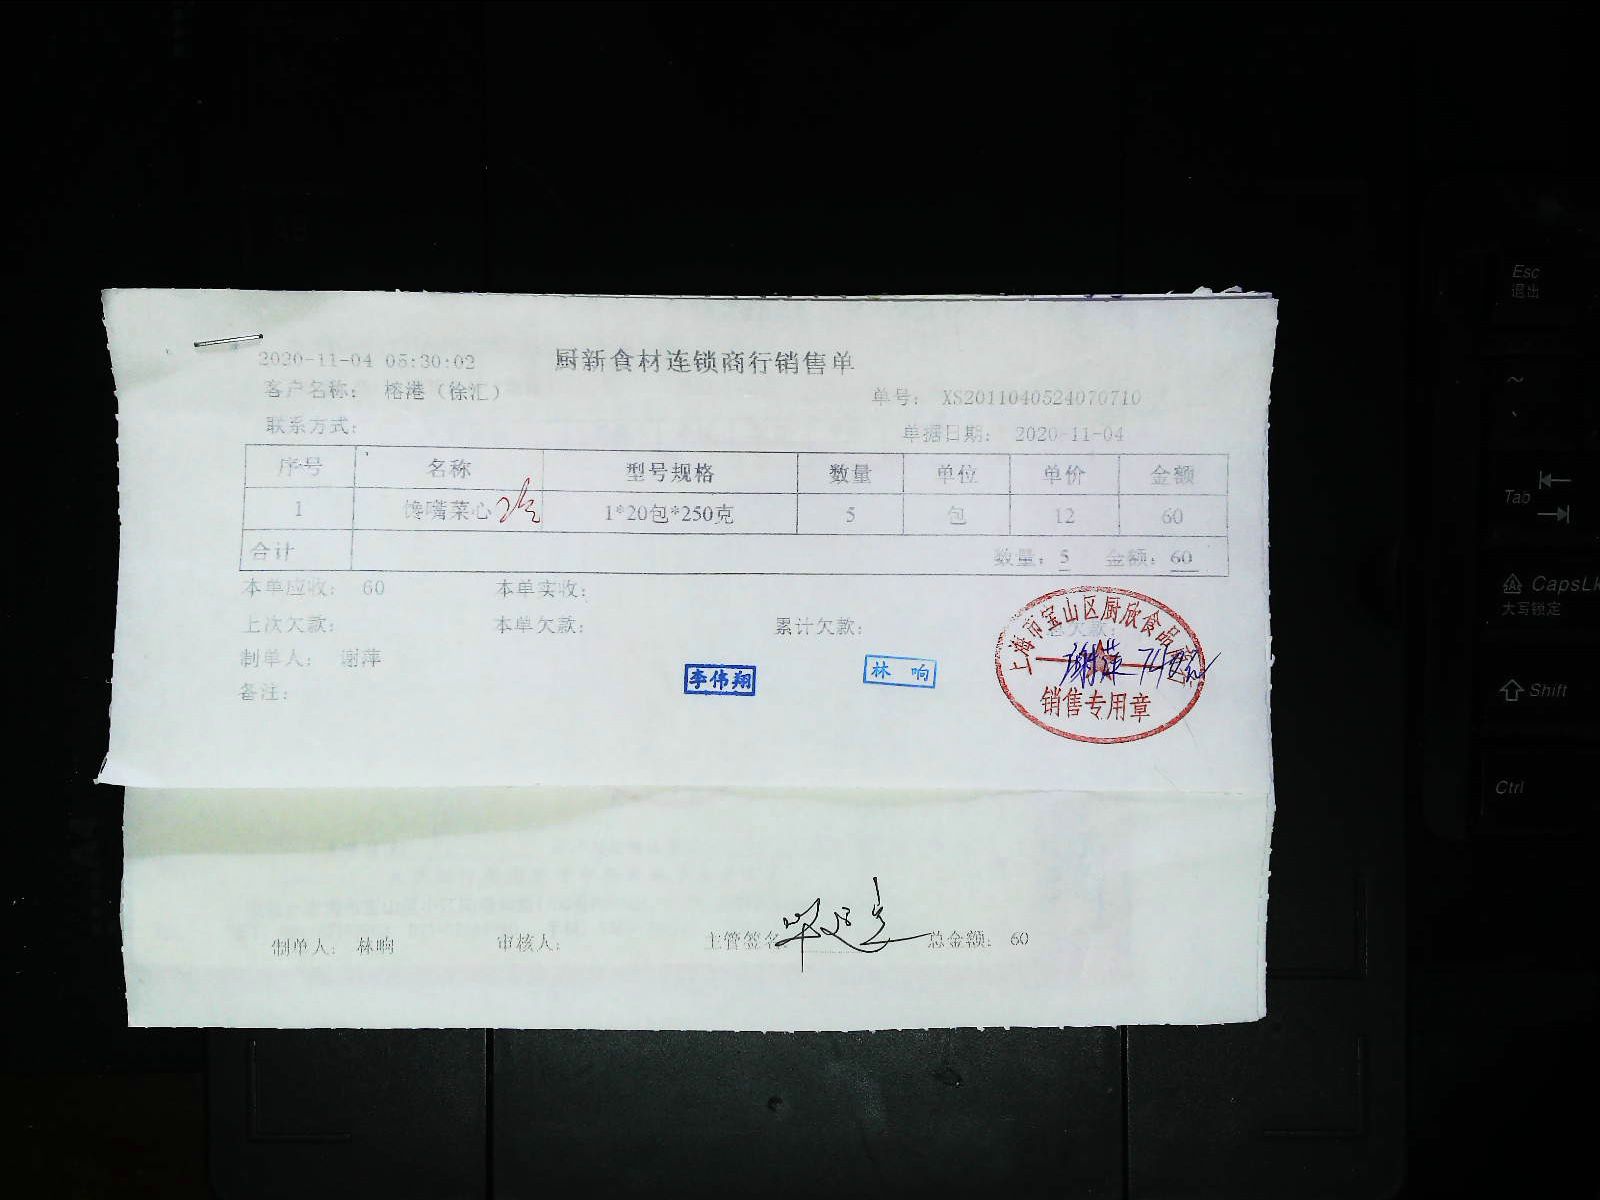 2020-11-04 05:30:02 厨新食材连锁商行销售单
客户名称： 榕港（徐汇） 单号： XS2011040524070710
联系方式： 单据日期： 2020-11-04
序号 名称 型号规格 数量 单位 单价 金额
1 馋嘴菜心 1*20包*250克 5 包 12 60
合计 数量：5 金额：60
本单应收： 60 本单实收：
上次欠款： 本单欠款： 累计欠款：
制单人： 谢萍
备注：
李伟翔
林 响
上海市宝山区厨欣食品
销售专用章
制单人： 林响 审核人： 主管签名 总金额： 60
Esc
退出
~
Tab
CapsLk
大写锁定
Shift
Ctrl